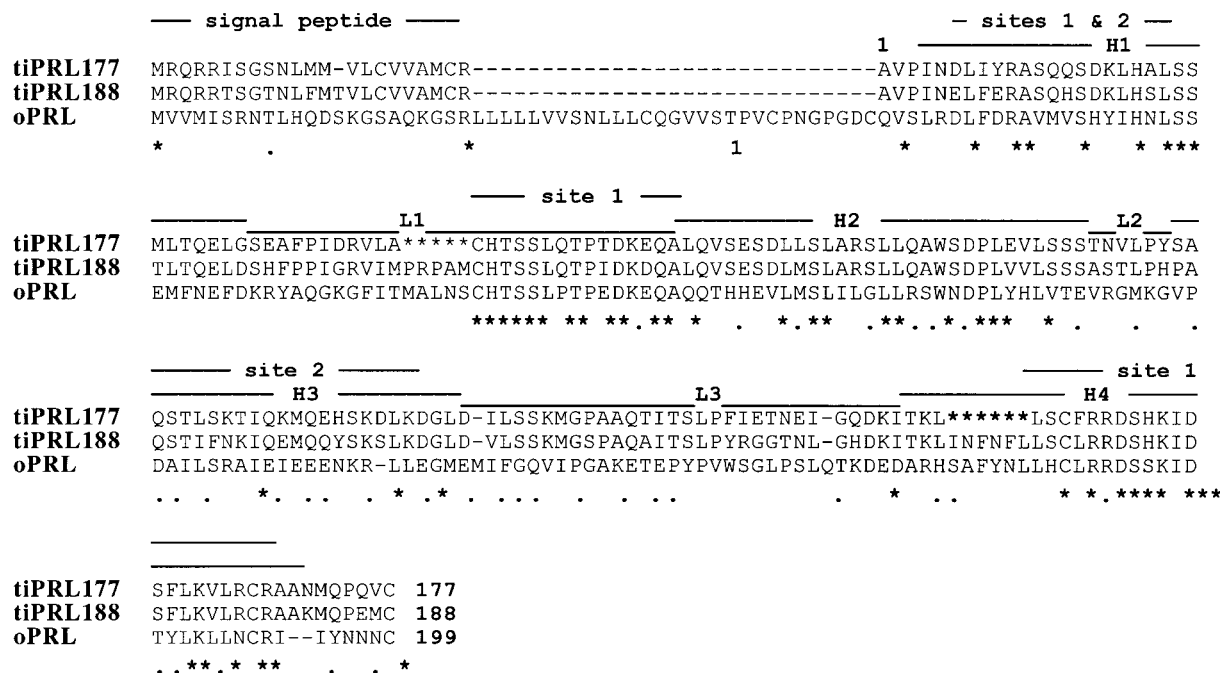 signal peptide sites 1 & 2
1 H1
tiPRL177 MRQRRISGSNLMM-VLCVVAMCR---------------------------------AVPINDLIYRASQQSDKLHALSS
tiPRL188 MRQRRTSGTNLFMTVLCVVAMCR---------------------------------AVPINELFERASQHSDKLHSLSS
oPRL MVVMISRNTLHQDSKGSAQKGSRLLLLLVVSNLLLCQGVVSTPVCPNGPGDCQVSLRDLFDRAVMVSHYIHNLSS
* . * 1 * * ** * * ***
site 1
L1 H2 L2
tiPRL177 MLTQELGSEAFPIDRVLA*****CHTSSLQTPTDKEQALQVSESDLLSLARSLLQAWSDPLEVLSSSTNVLPYSA
tiPRL188 TLTQELDSHFPPIGRVIMPRPAMCHTSSLQTPIDKDQALQVSESDLMSLARSLLQAWSDPLVVLSSSASTLPHPA
oPRL EMFNEFDKRYAQGKGFITMALNSCHTSSLPTPEDKEQAQQTHHEVLMSLILGLLRSWNDPLYHLVTEVRGMKGVP
****** ** **.** * . *.** .**..*.*** * . . .
site 2 site 1
H3 L3 H4
tiPRL177 QSTLSKTIQKMQEHSKDLKDGLD-ILSSKMGPAAQTITSLPFIETNEI-GQDKITKL******LSCFRRDSHKID
tiPRL188 QSTIFNKIQEMQQYSKSLKDGLD-VLSSKMGSPAQAITSLPYRGGTNL-GHDKITKLINFNFLLSCLRRDSHKID
oPRL DAILSRAIEIEEENKR-LLEGMEMIFGQVIPGAKETEPYPVWSGLPSLQTKDEDARHSAFYNLLHCLRRDSSKID
. . . * . . * . * . . . . . . * . . * *.**** ***
tiPRL177 SFLKVLRCRAANMQPQVC 177
tiPRL188 SFLKVLRCRAAKMQPEMC 188
oPRL TYLKLLNCRI--IYNNNC 199
. .**.* ** . . *